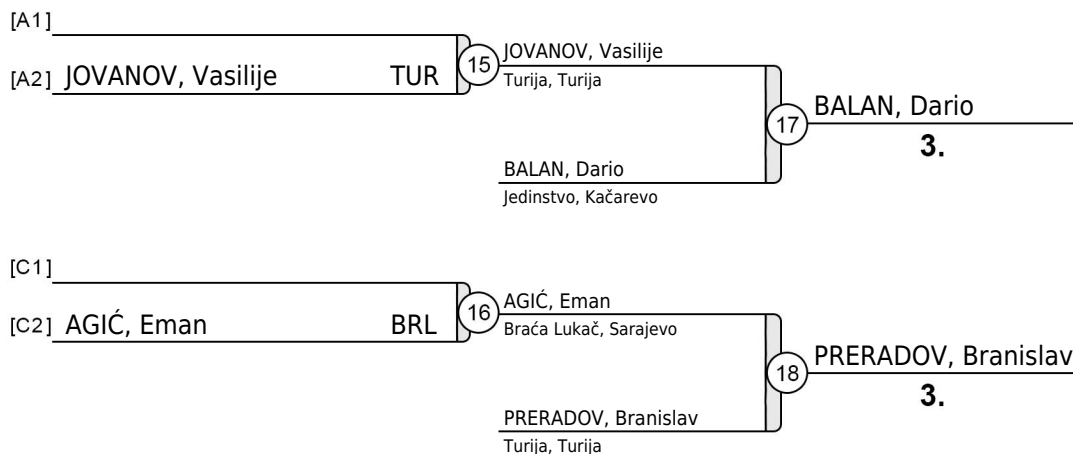 [A1]
[A2] JOVANOV, Vasilije TUR
15
JOVANOV, Vasilije
Turija, Turija
17
BALAN, Dario
3.
BALAN, Dario
Jedinstvo, Kačarevo
[C1]
[C2] AGIĆ, Eman BRL
16
AGIĆ, Eman
Braća Lukač, Sarajevo
18
PRERADOV, Branislav
3.
PRERADOV, Branislav
Turija, Turija